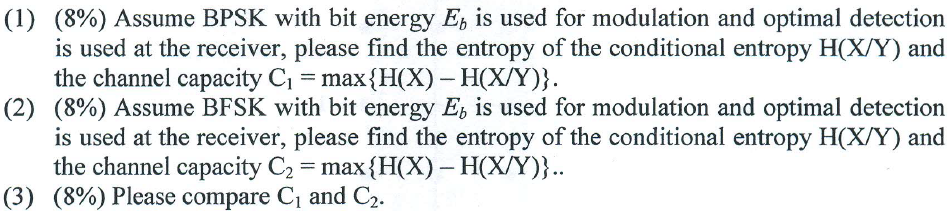 (1) (8%) Assume BPSK with bit energy E_b is used for modulation and optimal detection
is used at the receiver, please find the entropy of the conditional entropy H(X/Y) and
the channel capacity C₁ = max{H(X) – H(X/Y)}.
(2) (8%) Assume BFSK with bit energy E_b is used for modulation and optimal detection
is used at the receiver, please find the entropy of the conditional entropy H(X/Y) and
the channel capacity C₂ = max{H(X) – H(X/Y)}..
(3) (8%) Please compare C₁ and C₂.